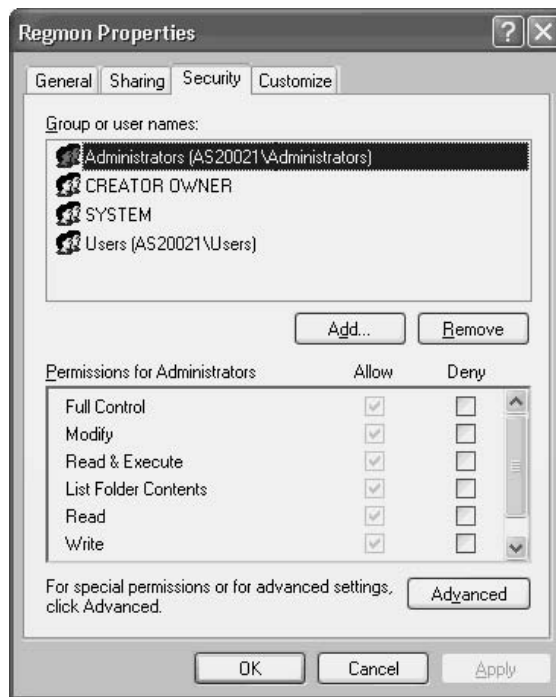 Regmon Properties
General Sharing Security Customize
Group or user names:
Administrators (AS20021\Administrators)
CREATOR OWNER
SYSTEM
Users (AS20021\Users)
Add... Remove
Permissions for Administrators Allow Deny
Full Control
Modify
Read & Execute
List Folder Contents
Read
Write
For special permissions or for advanced settings,
click Advanced.
Advanced
OK Cancel Apply